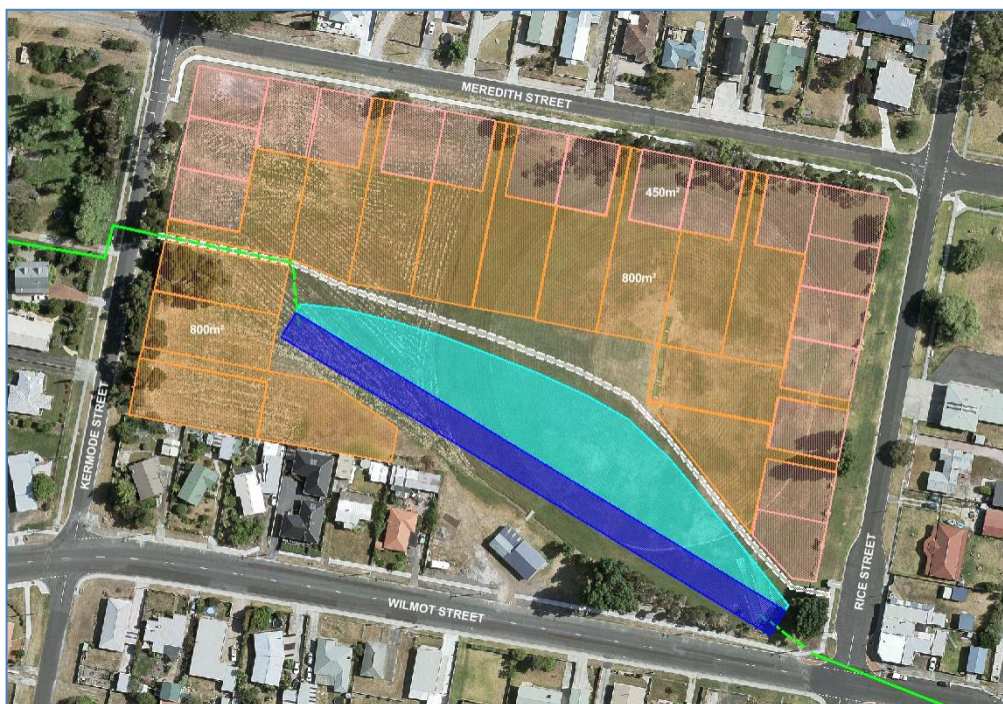 MEREDITH STREET
450m²
800m²
800m²
KERMODE STREET
RICE STREET
WILMOT STREET